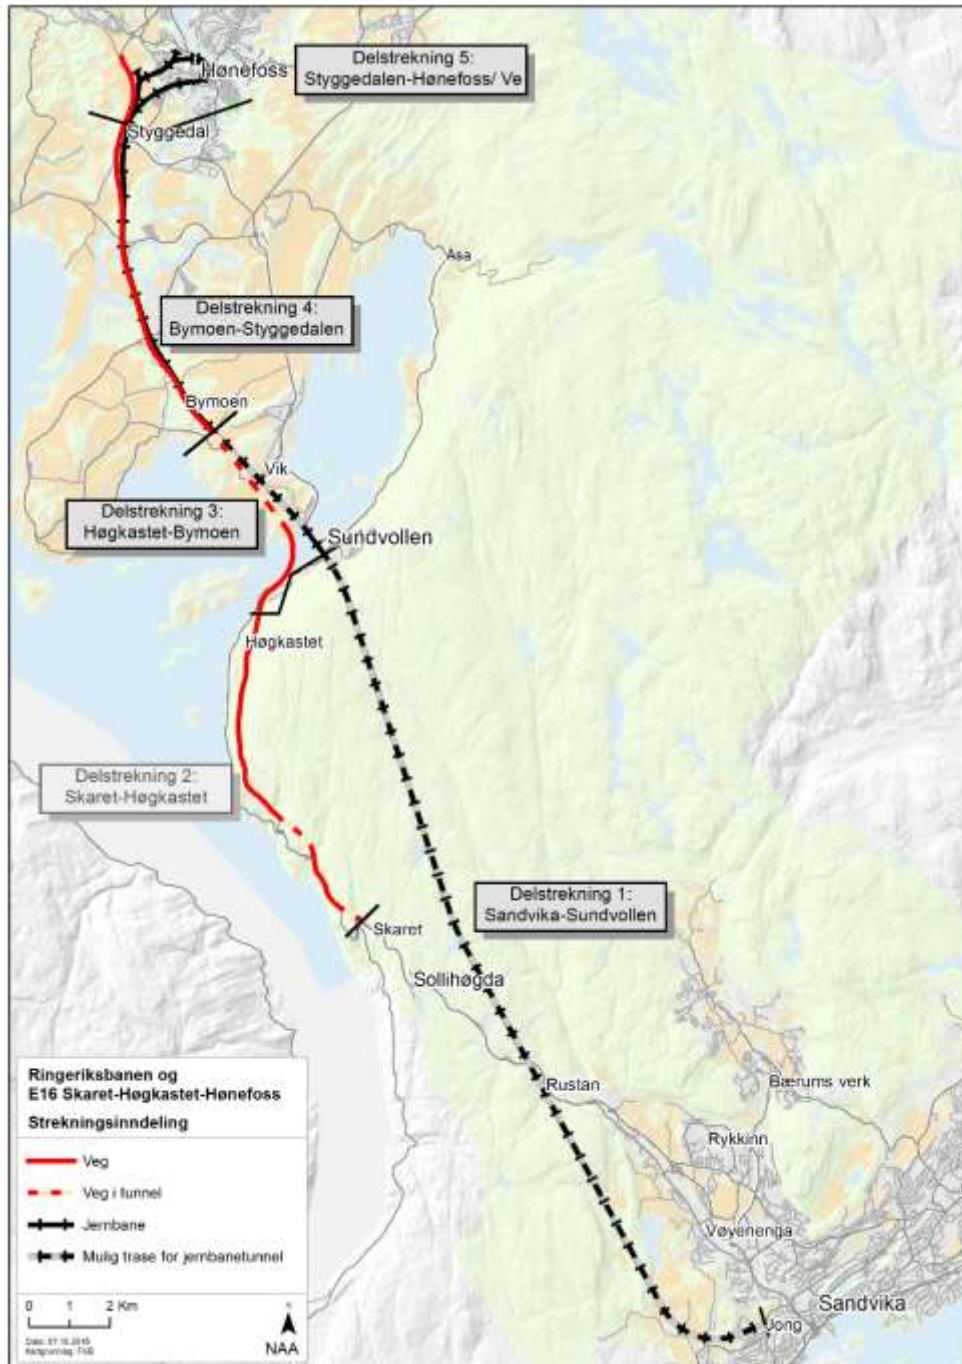 Hønefoss
Delstrekning 5:
Styggedalen-Hønefoss/ Ve
Styggedal
Åsa
Delstrekning 4:
Bymoen-Styggedalen
Bymoen
Vik
Delstrekning 3:
Høgkastet-Bymoen
Sundvollen
Høgkastet
Delstrekning 2:
Skaret-Høgkastet
Delstrekning 1:
Sandvika-Sundvollen
Skaret
Sollihøgda
Rustan
Bærums verk
Rykkinn
Vøyenenga
Sandvika
Jong
Ringeriksbanen og
E16 Skaret-Høgkastet-Hønefoss
Strekningsinndeling
Veg
Veg i tunnel
Jernbane
Mulig trase for jernbanetunnel
0 1 2 Km
NAA